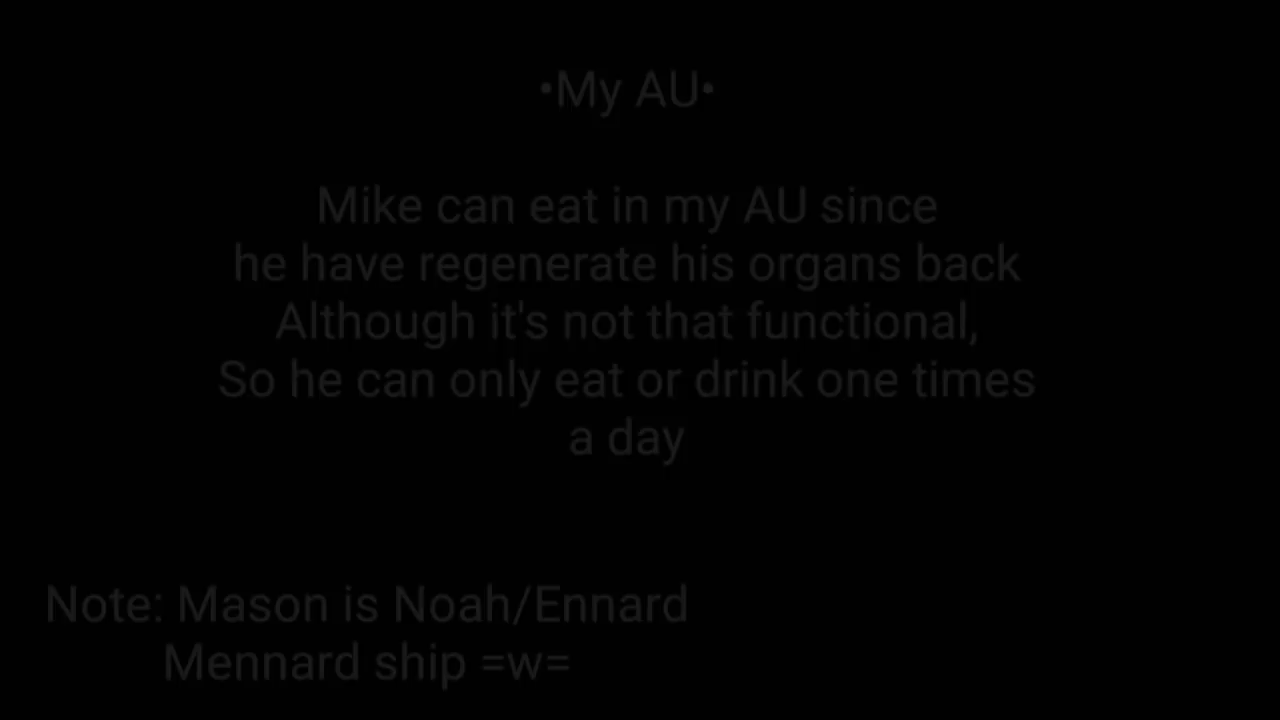 •My AU•
Mike can eat in my AU since
he have regenerate his organs back
Although it's not that functional,
So he can only eat or drink one times
a day
Note: Mason is Noah/Ennard
Mennard ship =w=